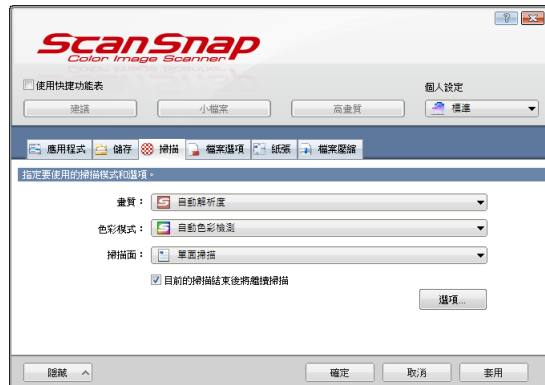 ScanSnap
Color Image Scanner
使用快捷功能表
個人設定
建議
小檔案
高畫質
標準
應用程式
儲存
掃描
檔案選項
紙張
檔案壓縮
指定要使用的掃描模式和選項。
畫質：
自動解析度
色彩模式：
自動色彩檢測
掃描面：
單面掃描
目前的掃描結束後將繼續掃描
選項...
隱藏
確定
取消
套用